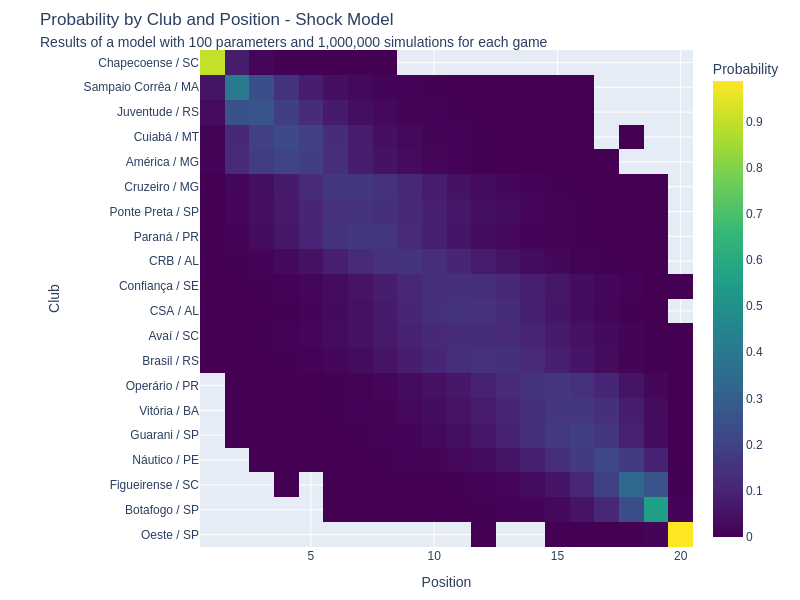 Probability by Club and Position - Shock Model
Results of a model with 100 parameters and 1,000,000 simulations for each game
Chapecoense / SC
Sampaio Corrêa / MA
Juventude / RS
Cuiabá / MT
América / MG
Cruzeiro / MG
Ponte Preta / SP
Paraná / PR
CRB / AL
Confiança / SE
CSA / AL
Avaí / SC
Brasil / RS
Operário / PR
Vitória / BA
Guarani / SP
Náutico / PE
Figueirense / SC
Botafogo / SP
Oeste / SP
Club
5
10
15
20
Position
Probability
0.9
0.8
0.7
0.6
0.5
0.4
0.3
0.2
0.1
0